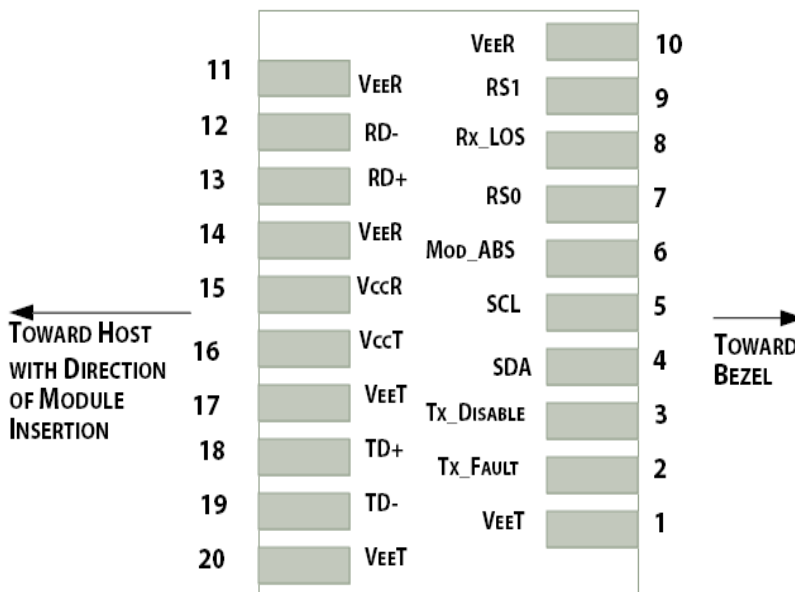 11 VEER
12 RD-
13 RD+
14 VEER
15 VCCR
16 VCCT
17 VEET
18 TD+
19 TD-
20 VEET
VEER 10
RS1 9
RX_LOS 8
RS0 7
MOD_ABS 6
SCL 5
SDA 4
TX_DISABLE 3
TX_FAULT 2
VEET 1
TOWARD HOST
WITH DIRECTION
OF MODULE
INSERTION
TOWARD
BEZEL